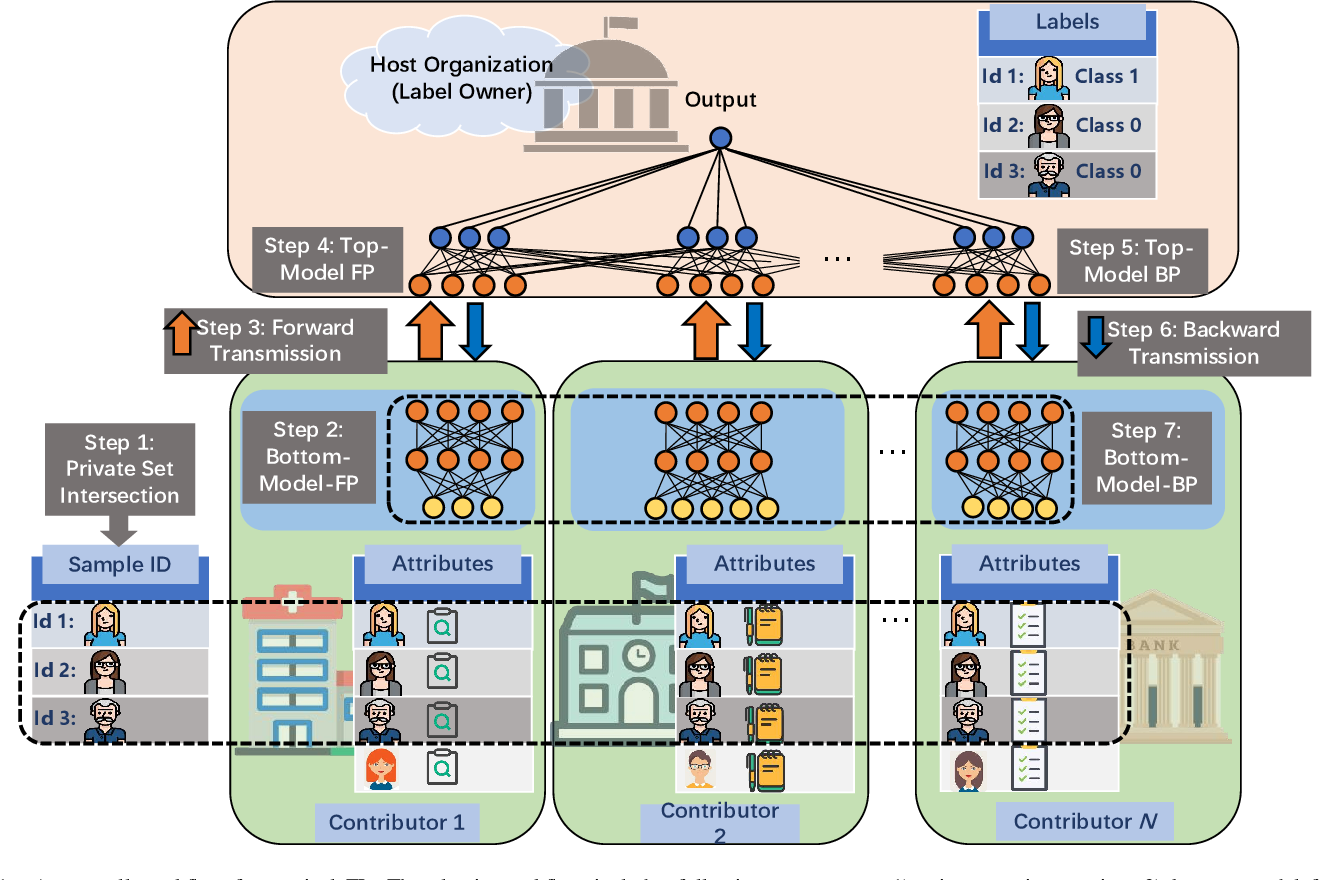 Labels
Host Organization
(Label Owner)
Id 1: Class 1
Output
Id 2: Class 0
Id 3: Class 0
Step 4: Top-
Model FP
...
Step 5: Top-
Model BP
Step 3: Forward
Transmission
Step 6: Backward
Transmission
Step 1:
Private Set
Intersection
Step 2:
Bottom-
Model-FP
...
Step 7:
Bottom-
Model-BP
Sample ID
Attributes
Attributes
Attributes
Id 1:
Id 2:
Id 3:
...
BANK
Contributor 1
Contributor
2
Contributor N